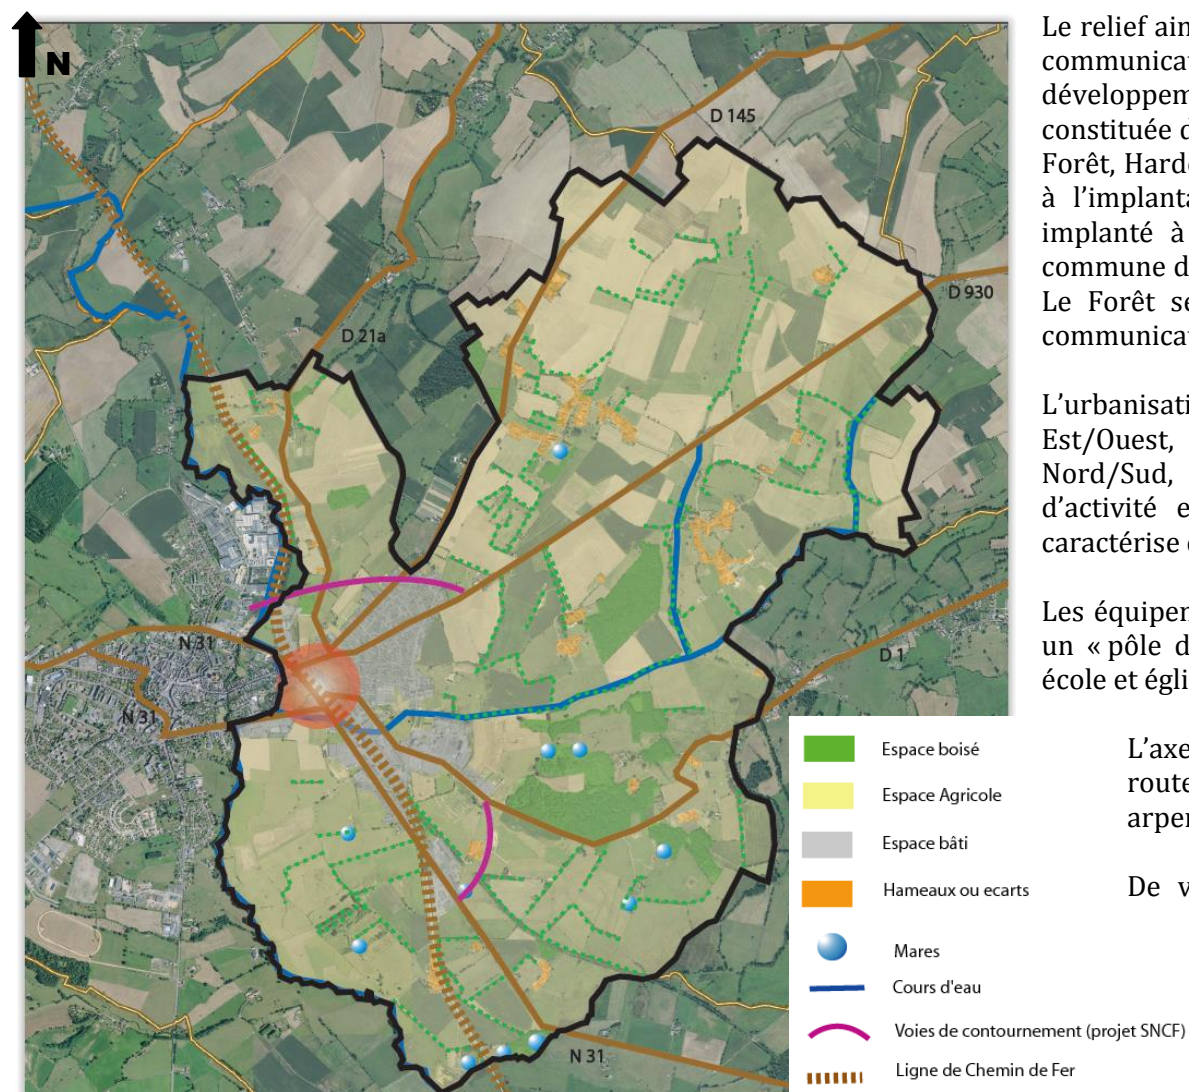 N
D 145
D 930
D 21a
N 31
N 31
D 1
N 31
Espace boisé
Espace Agricole
Espace bâti
Hameaux ou ecarts
Mares
Cours d'eau
Voies de contournement (projet SNCF)
Ligne de Chemin de Fer
Le relief ain
communicat
développem
constituée d
Forêt, Hard
à l’implanta
implanté à
commune d
Le Forêt se
communicat
L’urbanisati
Est/Ouest,
Nord/Sud,
d’activité e
caractérise
Les équipem
un « pôle d
école et égli
L’axe
route
arpen
De v